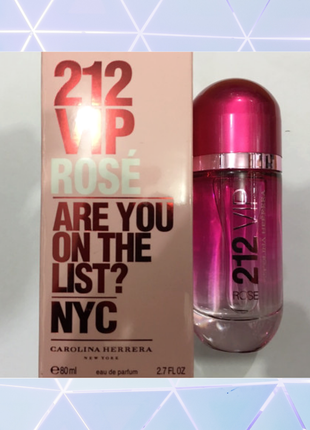 212
VIP
ROSÉ
ARE YOU
ON THE
LIST?
NYC
CAROLINA HERRERA
NEW YORK
e 80 ml eau de parfum 2.7 FL OZ
212 VIP
ROSÉ